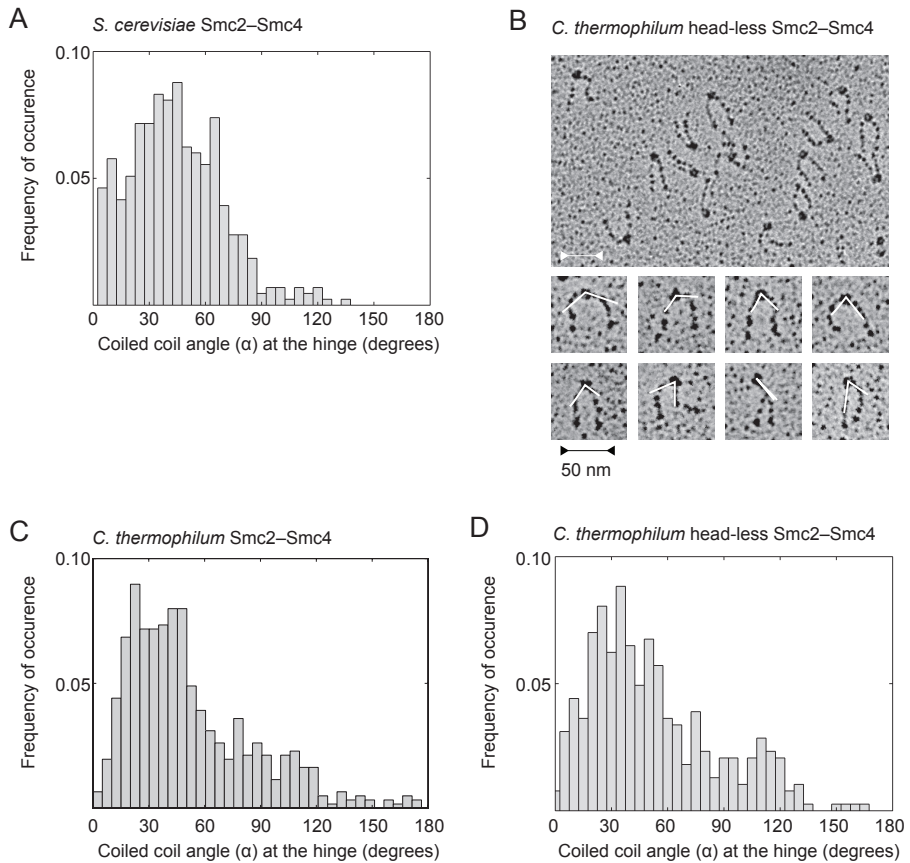 A
S. cerevisiae Smc2–Smc4
0.10
0.05
Frequency of occurence
0 30 60 90 120 150 180
Coiled coil angle (α) at the hinge (degrees)
B
C. thermophilum head-less Smc2–Smc4
50 nm
C
C. thermophilum Smc2–Smc4
0.10
0.05
Frequency of occurence
0 30 60 90 120 150 180
Coiled coil angle (α) at the hinge (degrees)
D
C. thermophilum head-less Smc2–Smc4
0.10
0.05
Frequency of occurence
0 30 60 90 120 150 180
Coiled coil angle (α) at the hinge (degrees)